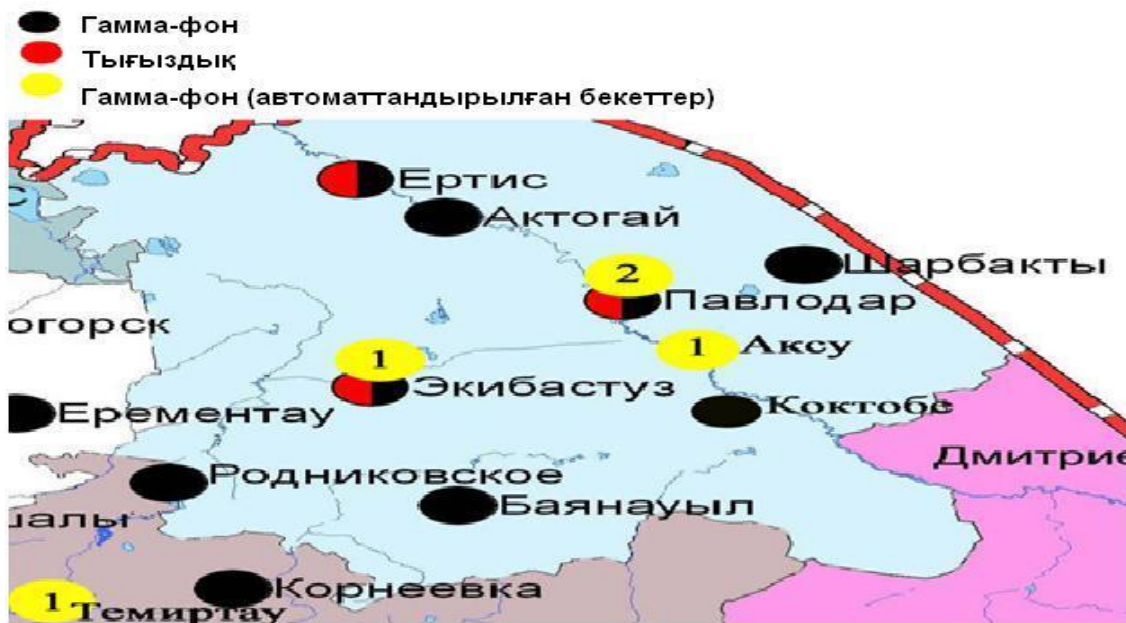 Гамма-фон
Тығыздық
Гамма-фон (автоматтандырылған бекеттер)
Ертис
с
Актогай
Шарбакты
2
Павлодар
огорск
1 Аксу
1
Экибастуз
Коктобе
Ерементау
Дмитрие
Родниковское
Баянауыл
шалы
Корнеевка
1
Темиртау